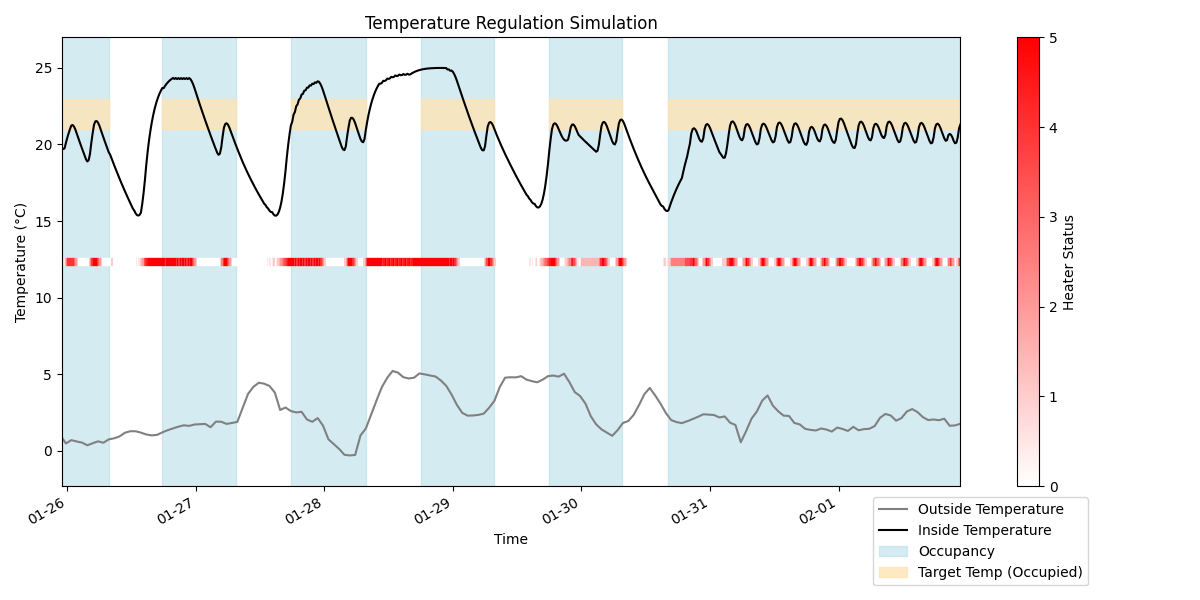 Temperature Regulation Simulation
Temperature (°C)
25
20
15
10
5
0
01-26
01-27
01-28
01-29
01-30
01-31
02-01
Time
5
4
3
2
1
0
Heater Status
Outside Temperature
Inside Temperature
Occupancy
Target Temp (Occupied)